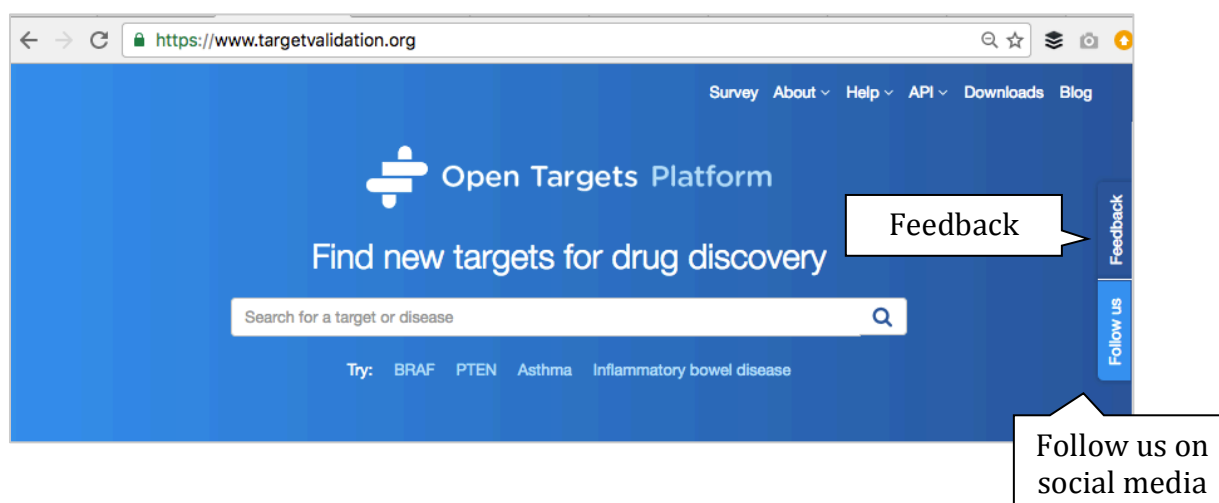 https://www.targetvalidation.org
Survey About Help API Downloads Blog
Open Targets Platform
Feedback
Feedback
Find new targets for drug discovery
Search for a target or disease
Follow us
Try: BRAF PTEN Asthma Inflammatory bowel disease
Follow us on
social media